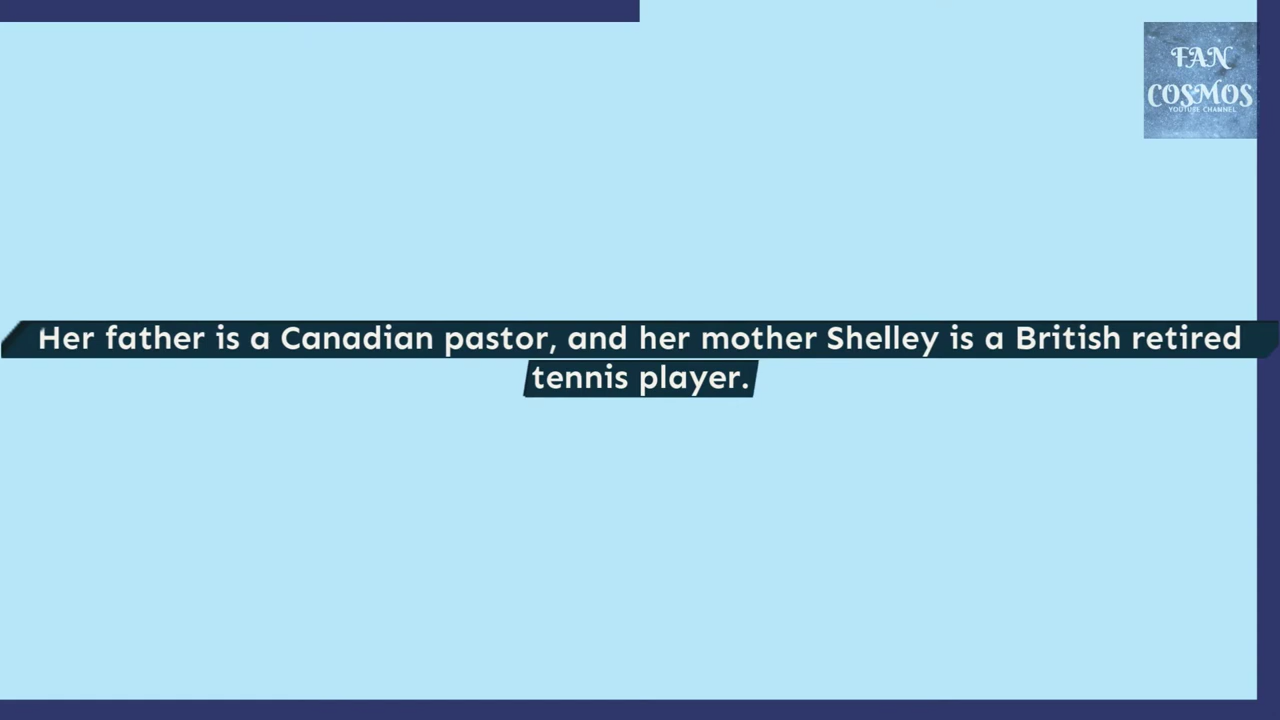 FAN
COSMOS
YOUTUBE CHANNEL
Her father is a Canadian pastor, and her mother Shelley is a British retired
tennis player.